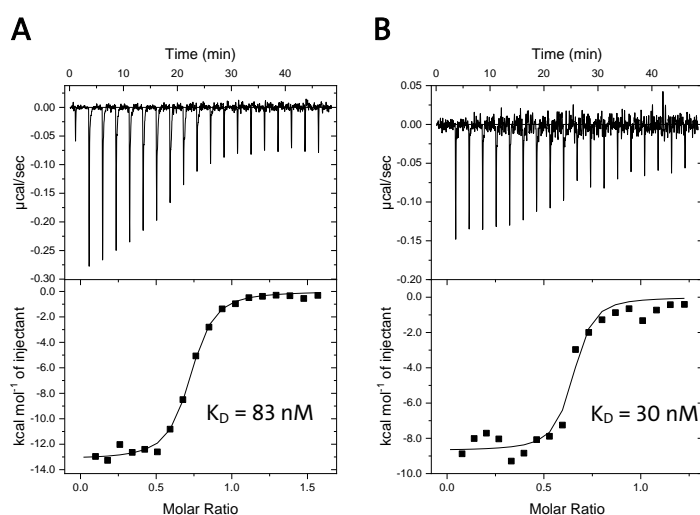 A
Time (min)
0 10 20 30 40
0.00
-0.05
-0.10
-0.15
-0.20
-0.25
-0.30
µcal/sec
0.0
-2.0
-4.0
-6.0
-8.0
-10.0
-12.0
-14.0
kcal mol⁻¹ of injectant
K_D = 83 nM
0.0 0.5 1.0 1.5
Molar Ratio
B
Time (min)
0 10 20 30 40
0.05
0.00
-0.05
-0.10
-0.15
-0.20
µcal/sec
0.0
-2.0
-4.0
-6.0
-8.0
-10.0
kcal mol⁻¹ of injectant
K_D = 30 nM
0.0 0.5 1.0
Molar Ratio